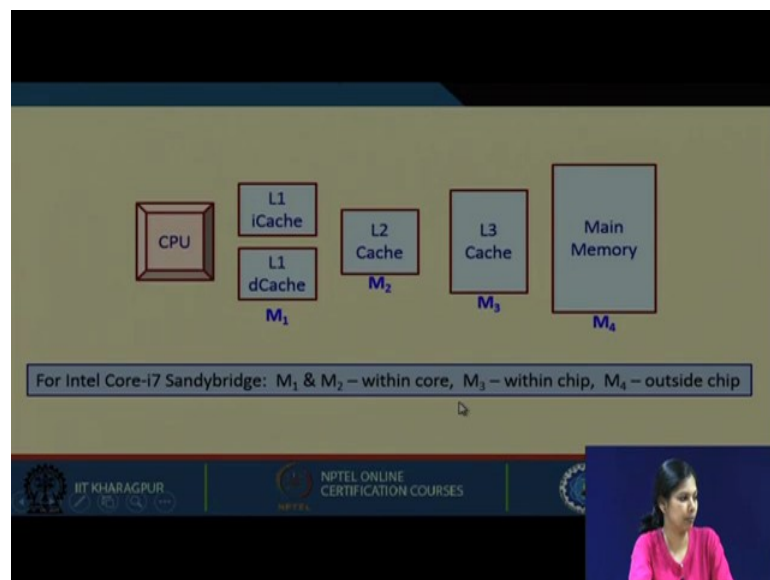 CPU
L1
iCache
L1
dCache
M₁
L2
Cache
M₂
L3
Cache
M₃
Main
Memory
M₄
For Intel Core-i7 Sandybridge: M₁ & M₂ – within core, M₃ – within chip, M₄ – outside chip
IIT KHARAGPUR
NPTEL ONLINE
CERTIFICATION COURSES
NPTEL